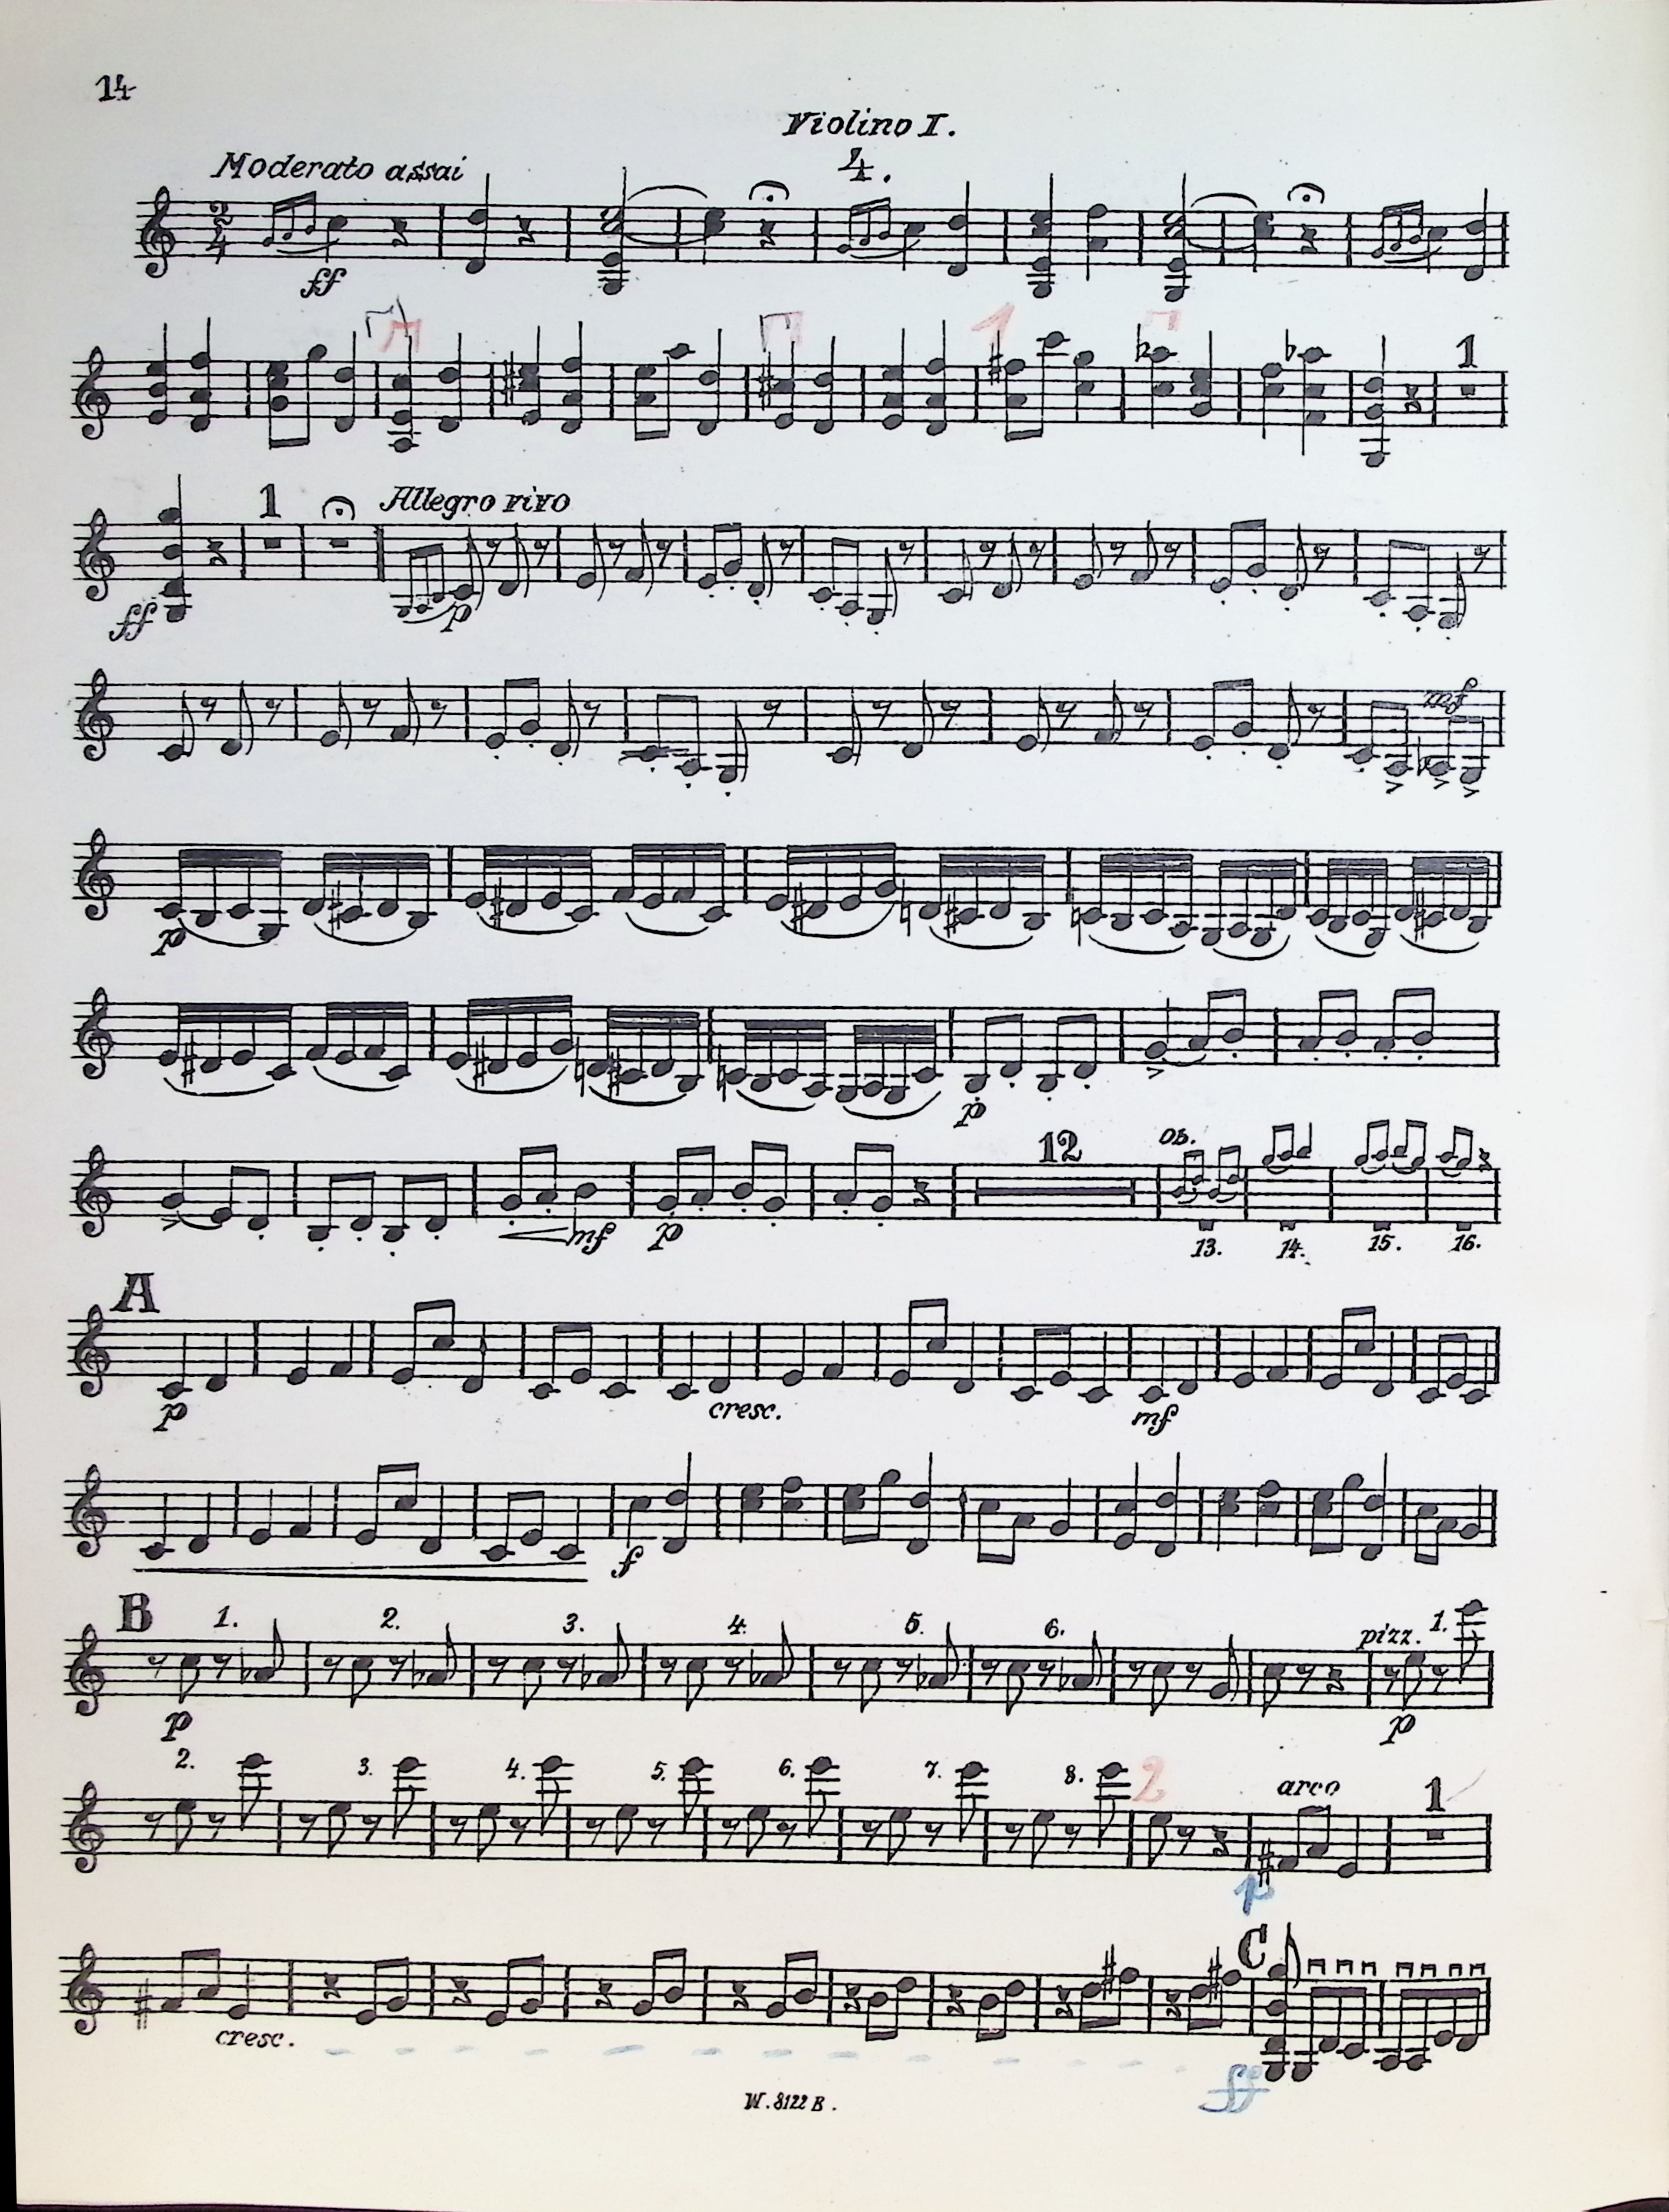 14
Violino I.
4.
Moderato assai
2
4
ff
1
1
Allegro vivo
ff
p
1
mf
p
p
12
ob.
mf
p
13. 14. 15. 16.
A
p
cresc.
mf
f
B
1. 2. 3. 4. 5. 6. pizz. 1.
p
p
2. 3. 4. 5. 6. 7. 8. 2 arco 1
p
C
cresc.
ff
W. 8122 B.